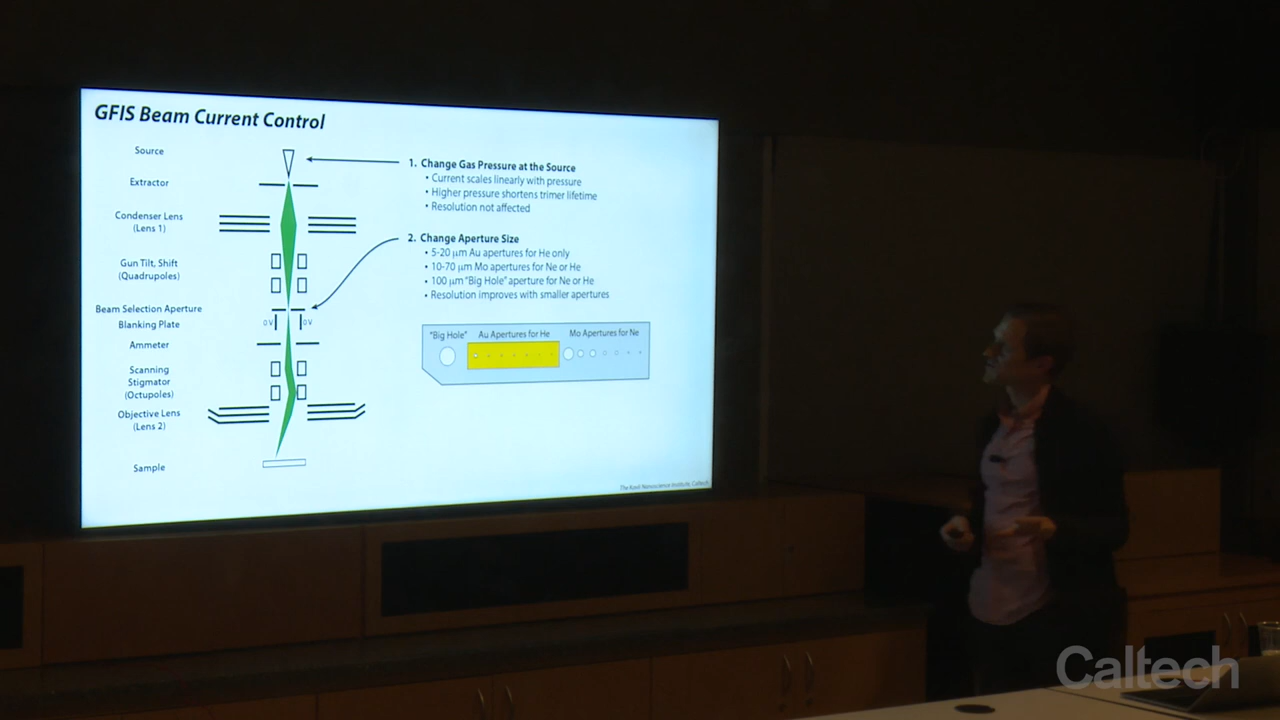 GFIS Beam Current Control
Source
Extractor
Condenser Lens
(Lens 1)
Gun Tilt, Shift
(Quadrupoles)
Beam Selection Aperture
Blanking Plate
0 V
0 V
Ammeter
Scanning
Stigmator
(Octupoles)
Objective Lens
(Lens 2)
Sample
1. Change Gas Pressure at the Source
• Current scales linearly with pressure
• Higher pressure shortens trimer lifetime
• Resolution not affected
2. Change Aperture Size
• 5-20 µm Au apertures for He only
• 10-70 µm Mo apertures for Ne or He
• 100 µm "Big Hole" aperture for Ne or He
• Resolution improves with smaller apertures
"Big Hole"
Au Apertures for He
Mo Apertures for Ne
The Kavli Nanoscience Institute, Caltech
Caltech